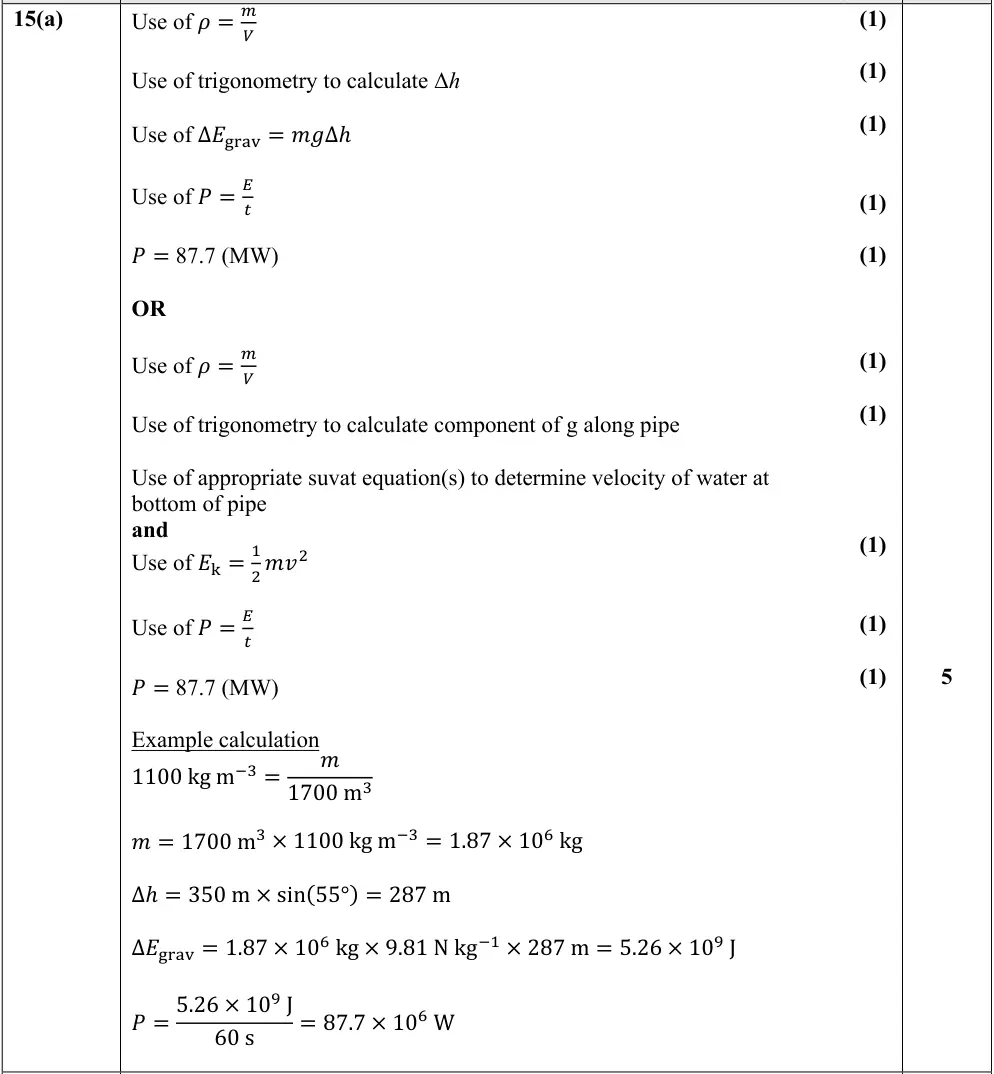 15(a)
Use of ρ = m/V (1)
Use of trigonometry to calculate Δh (1)
Use of ΔE_grav = mgΔh (1)
Use of P = E/t (1)
P = 87.7 (MW) (1)
OR
Use of ρ = m/V (1)
Use of trigonometry to calculate component of g along pipe (1)
Use of appropriate suvat equation(s) to determine velocity of water at
bottom of pipe
and
Use of E_k = 1/2 mv² (1)
Use of P = E/t (1)
P = 87.7 (MW) (1) 5
Example calculation
1100 kg m⁻³ = m / 1700 m³
m = 1700 m³ × 1100 kg m⁻³ = 1.87 × 10⁶ kg
Δh = 350 m × sin(55°) = 287 m
ΔE_grav = 1.87 × 10⁶ kg × 9.81 N kg⁻¹ × 287 m = 5.26 × 10⁹ J
P = 5.26 × 10⁹ J / 60 s = 87.7 × 10⁶ W